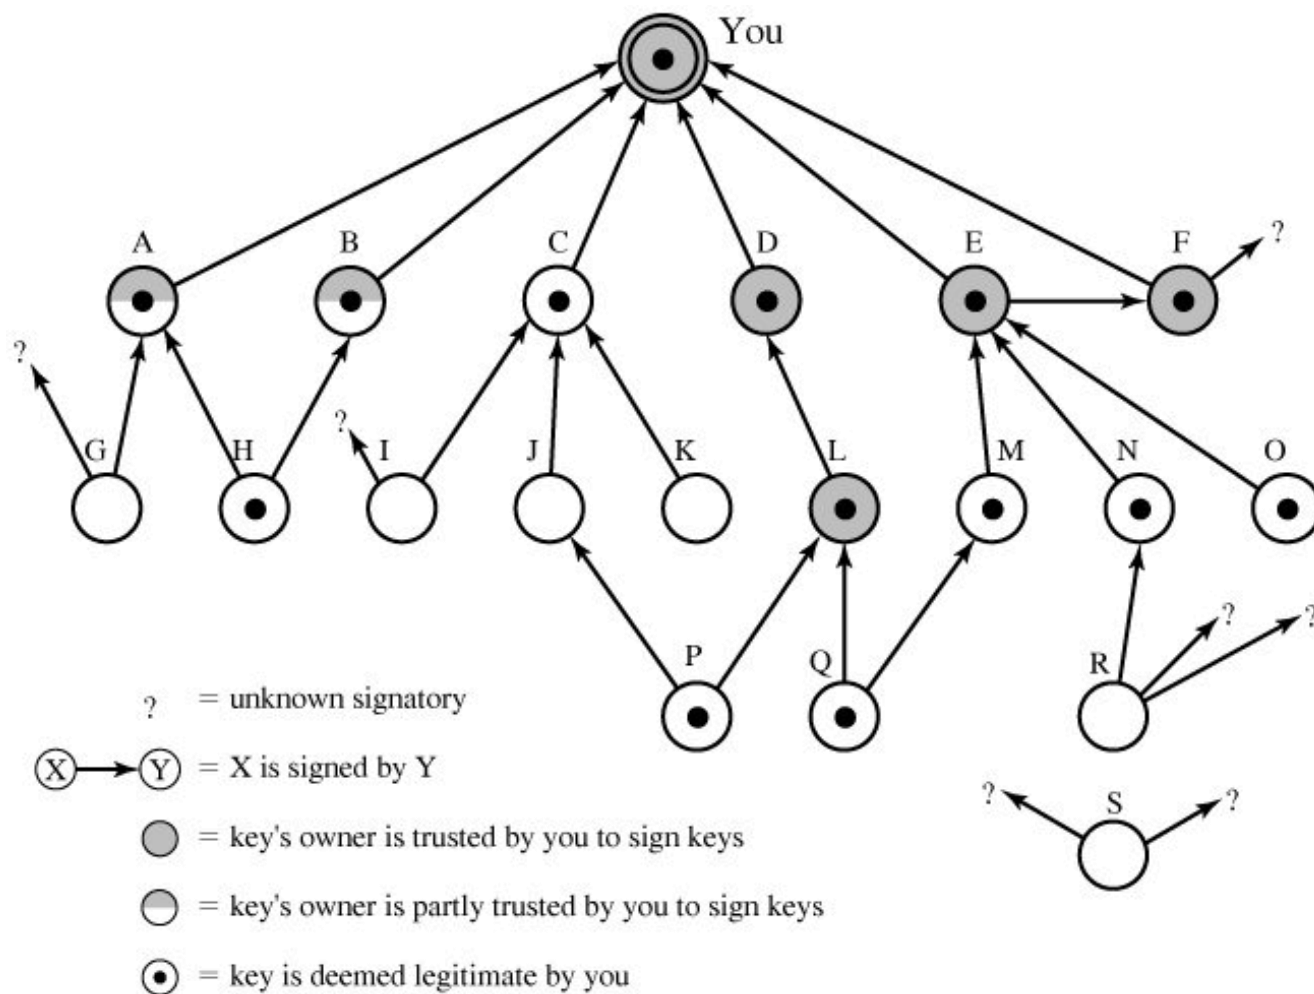 You
A B C D E F ?
?
G H ? I J K L M N O
P Q R ? ?
? = unknown signatory
X Y = X is signed by Y
? S ?
= key's owner is trusted by you to sign keys
= key's owner is partly trusted by you to sign keys
= key is deemed legitimate by you